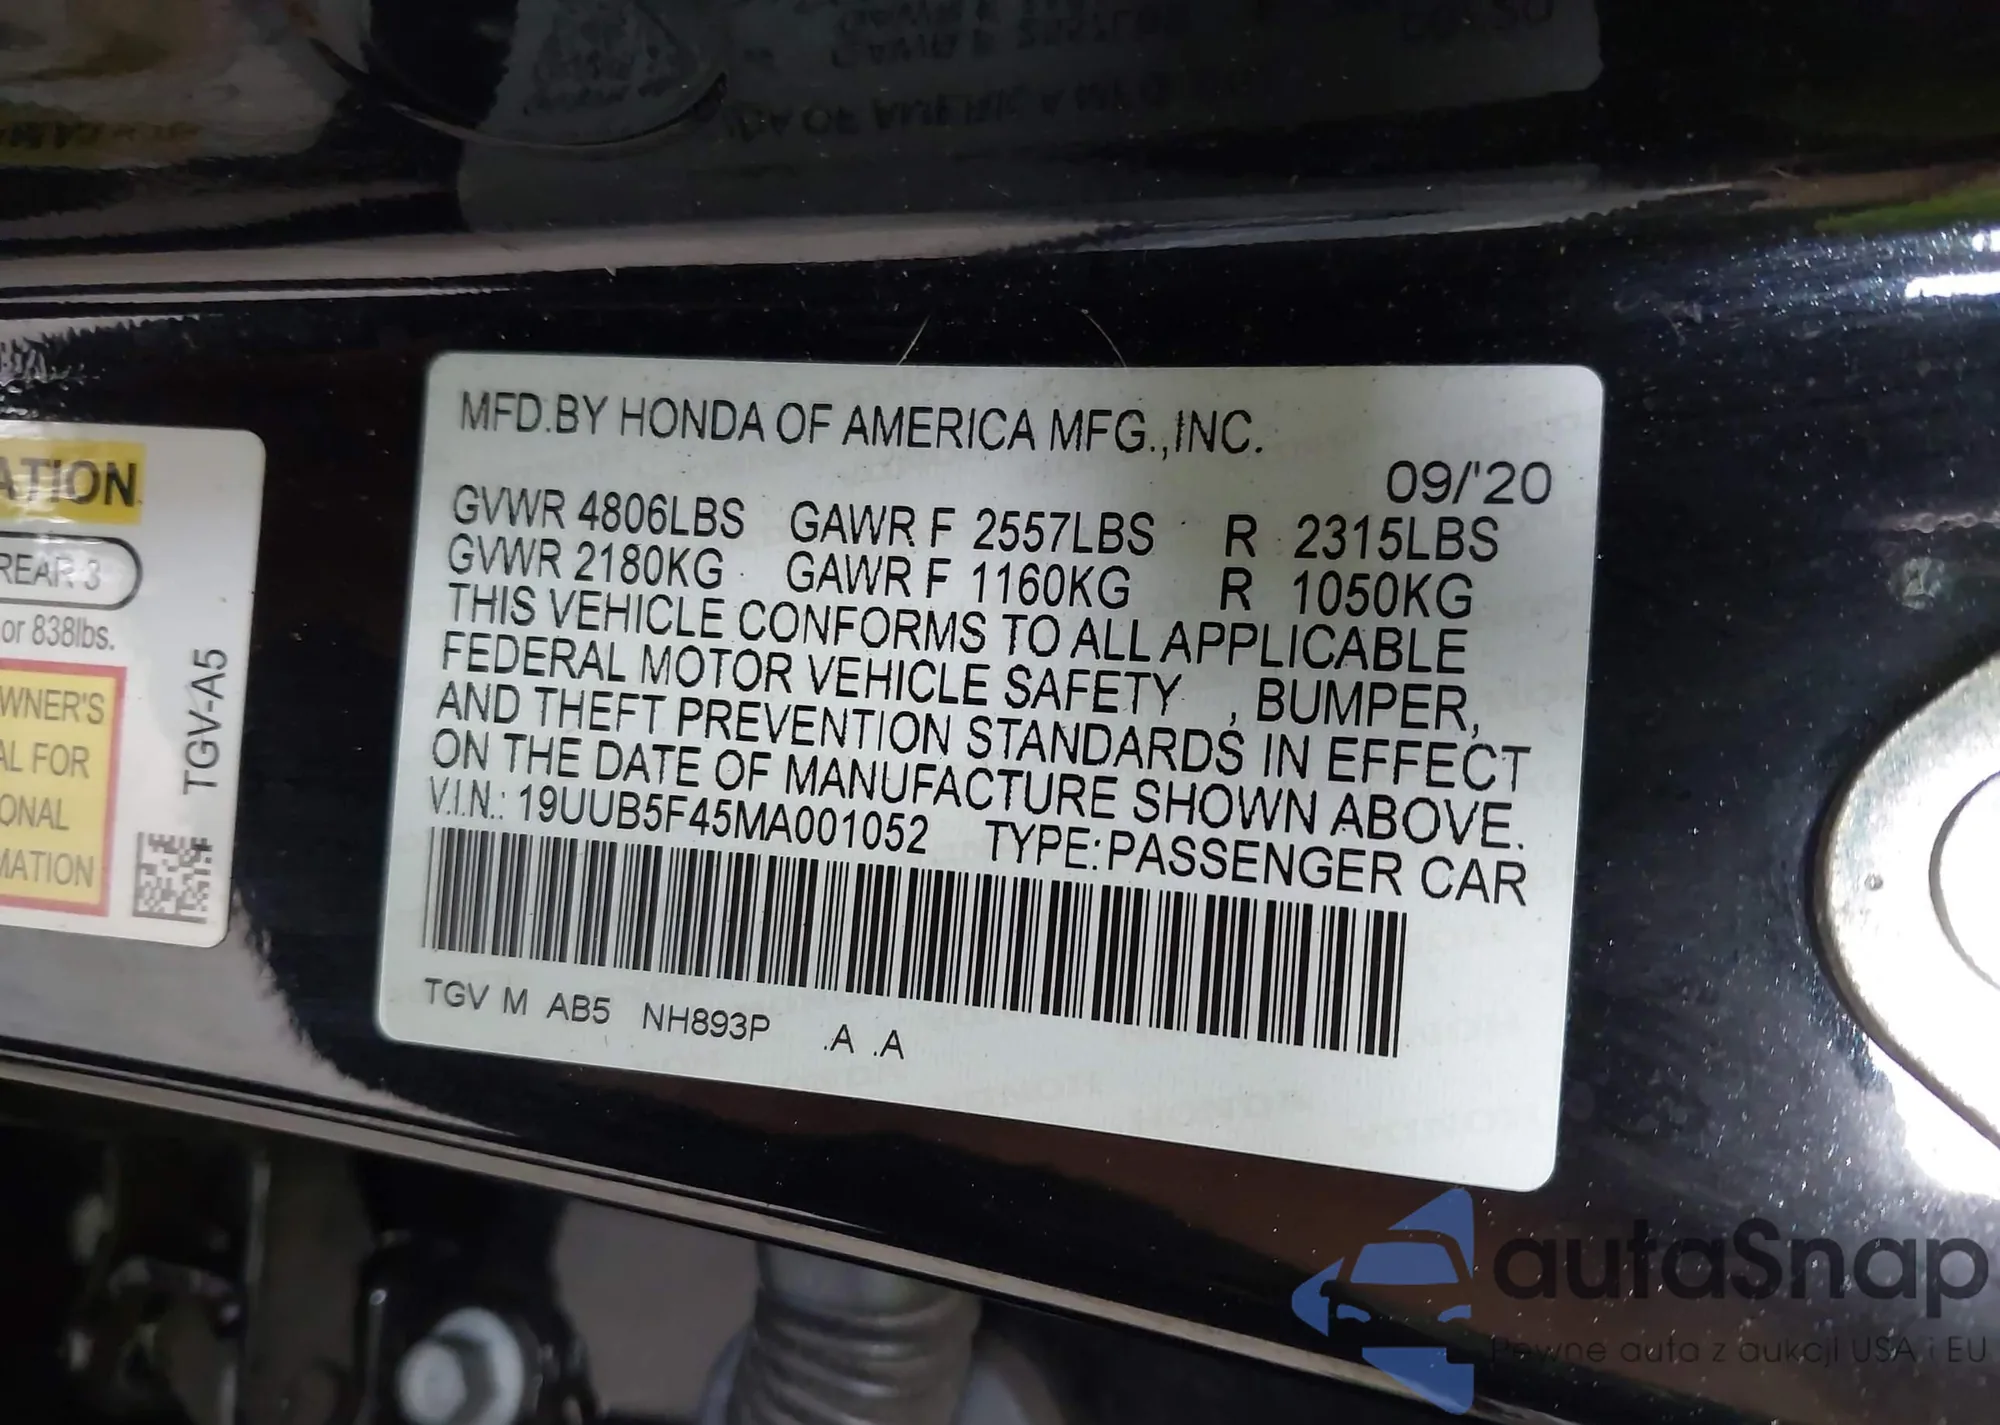 MFD.BY HONDA OF AMERICA MFG.,INC.
09/'20
GVWR 4806LBS GAWR F 2557LBS R 2315LBS
GVWR 2180KG GAWR F 1160KG R 1050KG
THIS VEHICLE CONFORMS TO ALL APPLICABLE
FEDERAL MOTOR VEHICLE SAFETY , BUMPER,
AND THEFT PREVENTION STANDARDS IN EFFECT
ON THE DATE OF MANUFACTURE SHOWN ABOVE.
V.I.N.: 19UUB5F45MA001052 TYPE:PASSENGER CAR
TGV M AB5 NH893P .A .A
ATION
REAR 3
or 838lbs.
WNER'S
AL FOR
ONAL
MATION
TGV-A5
autaSnap
Pewne auta z aukcji USA i EU